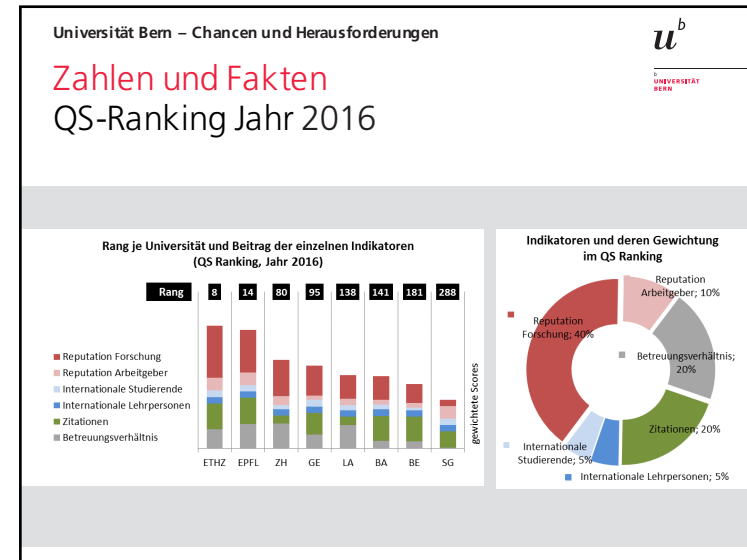 Universität Bern – Chancen und Herausforderungen
u^b
b
UNIVERSITÄT
BERN
Zahlen und Fakten
QS-Ranking Jahr 2016
Rang je Universität und Beitrag der einzelnen Indikatoren
(QS Ranking, Jahr 2016)
Rang 8 14 80 95 138 141 181 288
Reputation Forschung
Reputation Arbeitgeber
Internationale Studierende
Internationale Lehrpersonen
Zitationen
Betreuungsverhältnis
gewichtete Scores
ETHZ EPFL ZH GE LA BA BE SG
Indikatoren und deren Gewichtung
im QS Ranking
Reputation
Arbeitgeber; 10%
Reputation
Forschung; 40%
Betreuungsverhältnis;
20%
Zitationen; 20%
Internationale
Studierende; 5%
Internationale Lehrpersonen; 5%